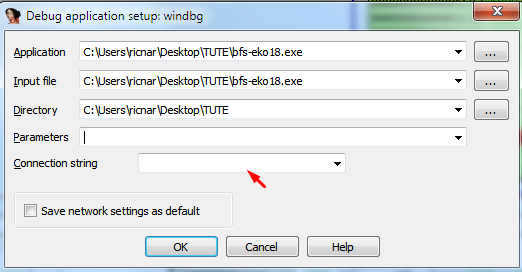 Debug application setup: windbg
Application C:\Users\ricnar\Desktop\TUTE\bfs-eko18.exe ...
Input file C:\Users\ricnar\Desktop\TUTE\bfs-eko18.exe ...
Directory C:\Users\ricnar\Desktop\TUTE ...
Parameters
Connection string
Save network settings as default
OK Cancel Help